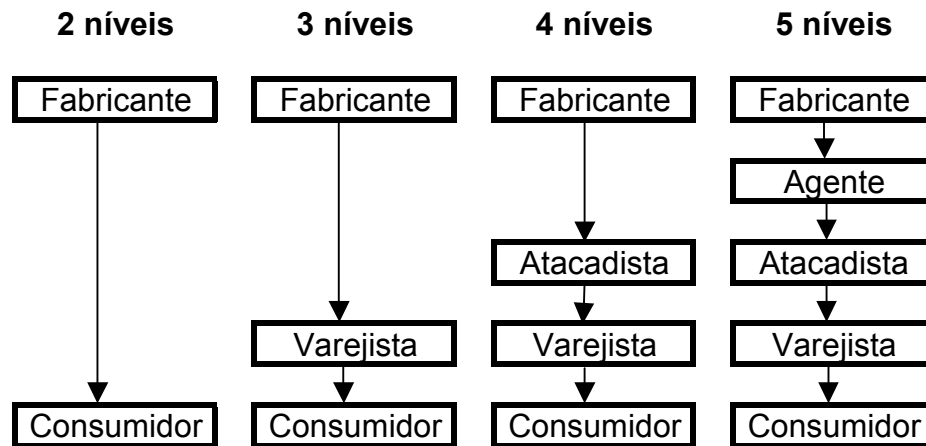 2 níveis 3 níveis 4 níveis 5 níveis
Fabricante Fabricante Fabricante Fabricante
Agente
Atacadista Atacadista
Varejista Varejista Varejista
Consumidor Consumidor Consumidor Consumidor